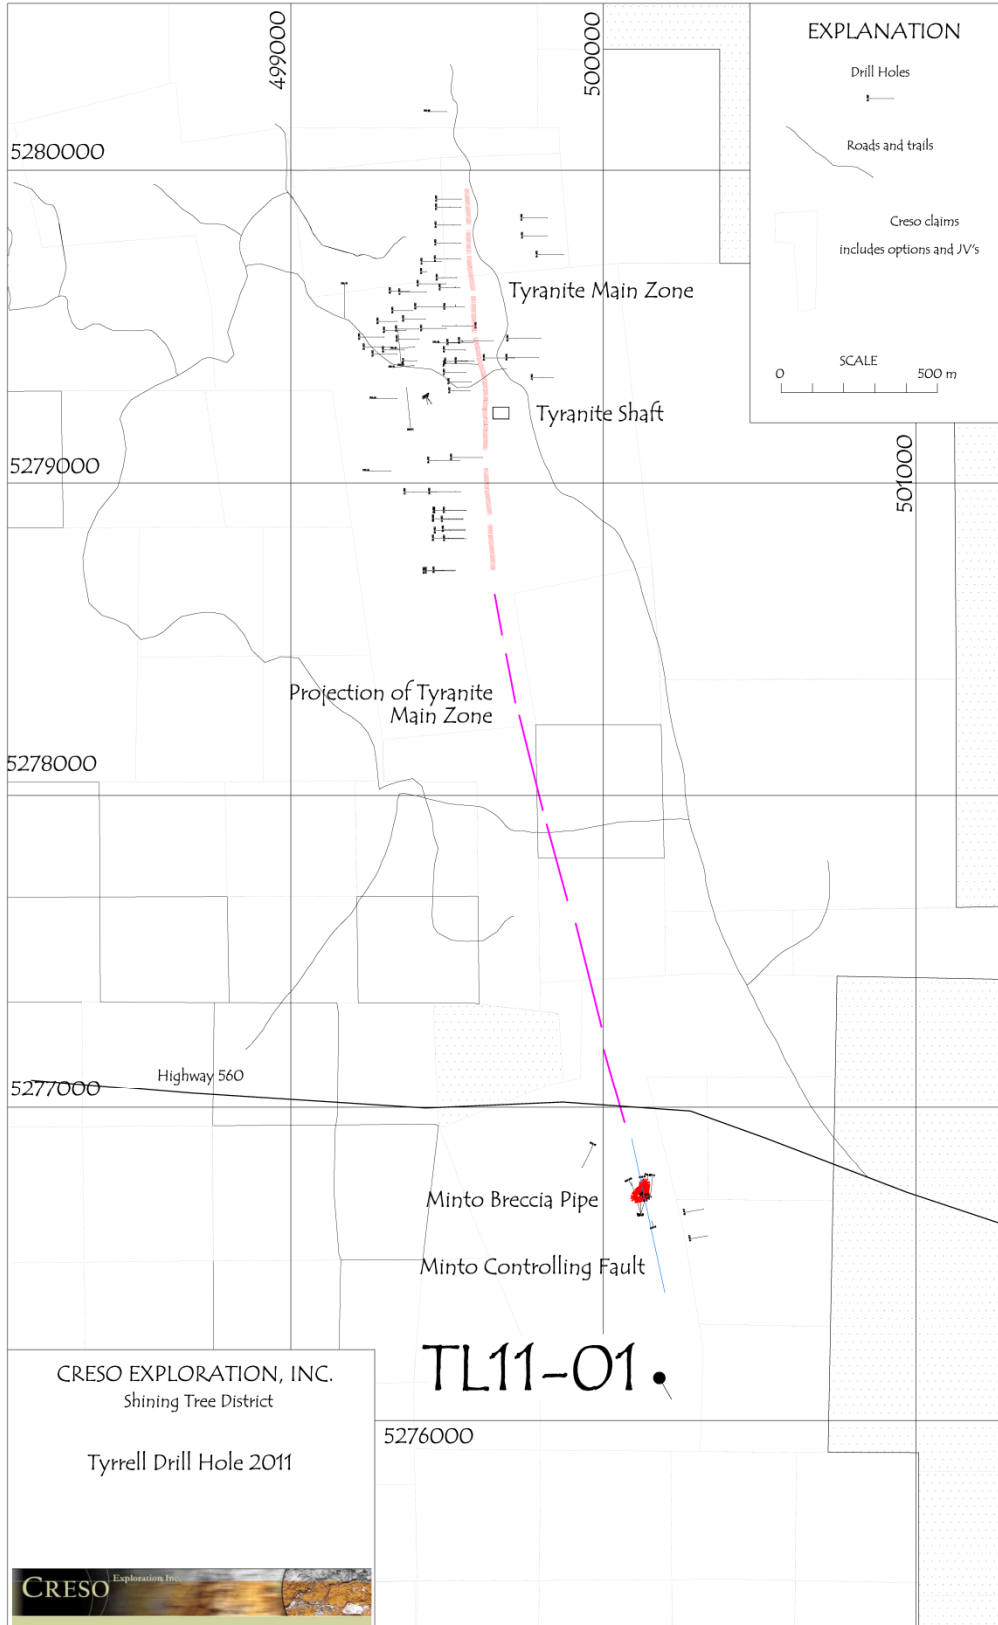 499000
500000
EXPLANATION
Drill Holes
Roads and trails
Creso claims
includes options and JV's
SCALE
0 500 m
5280000
Tyranite Main Zone
Tyranite Shaft
5279000
501000
Projection of Tyranite
Main Zone
5278000
Highway 560
5277000
Minto Breccia Pipe
Minto Controlling Fault
TL11-01
5276000
CRESO EXPLORATION, INC.
Shining Tree District
Tyrrell Drill Hole 2011
CRESO Exploration Inc.